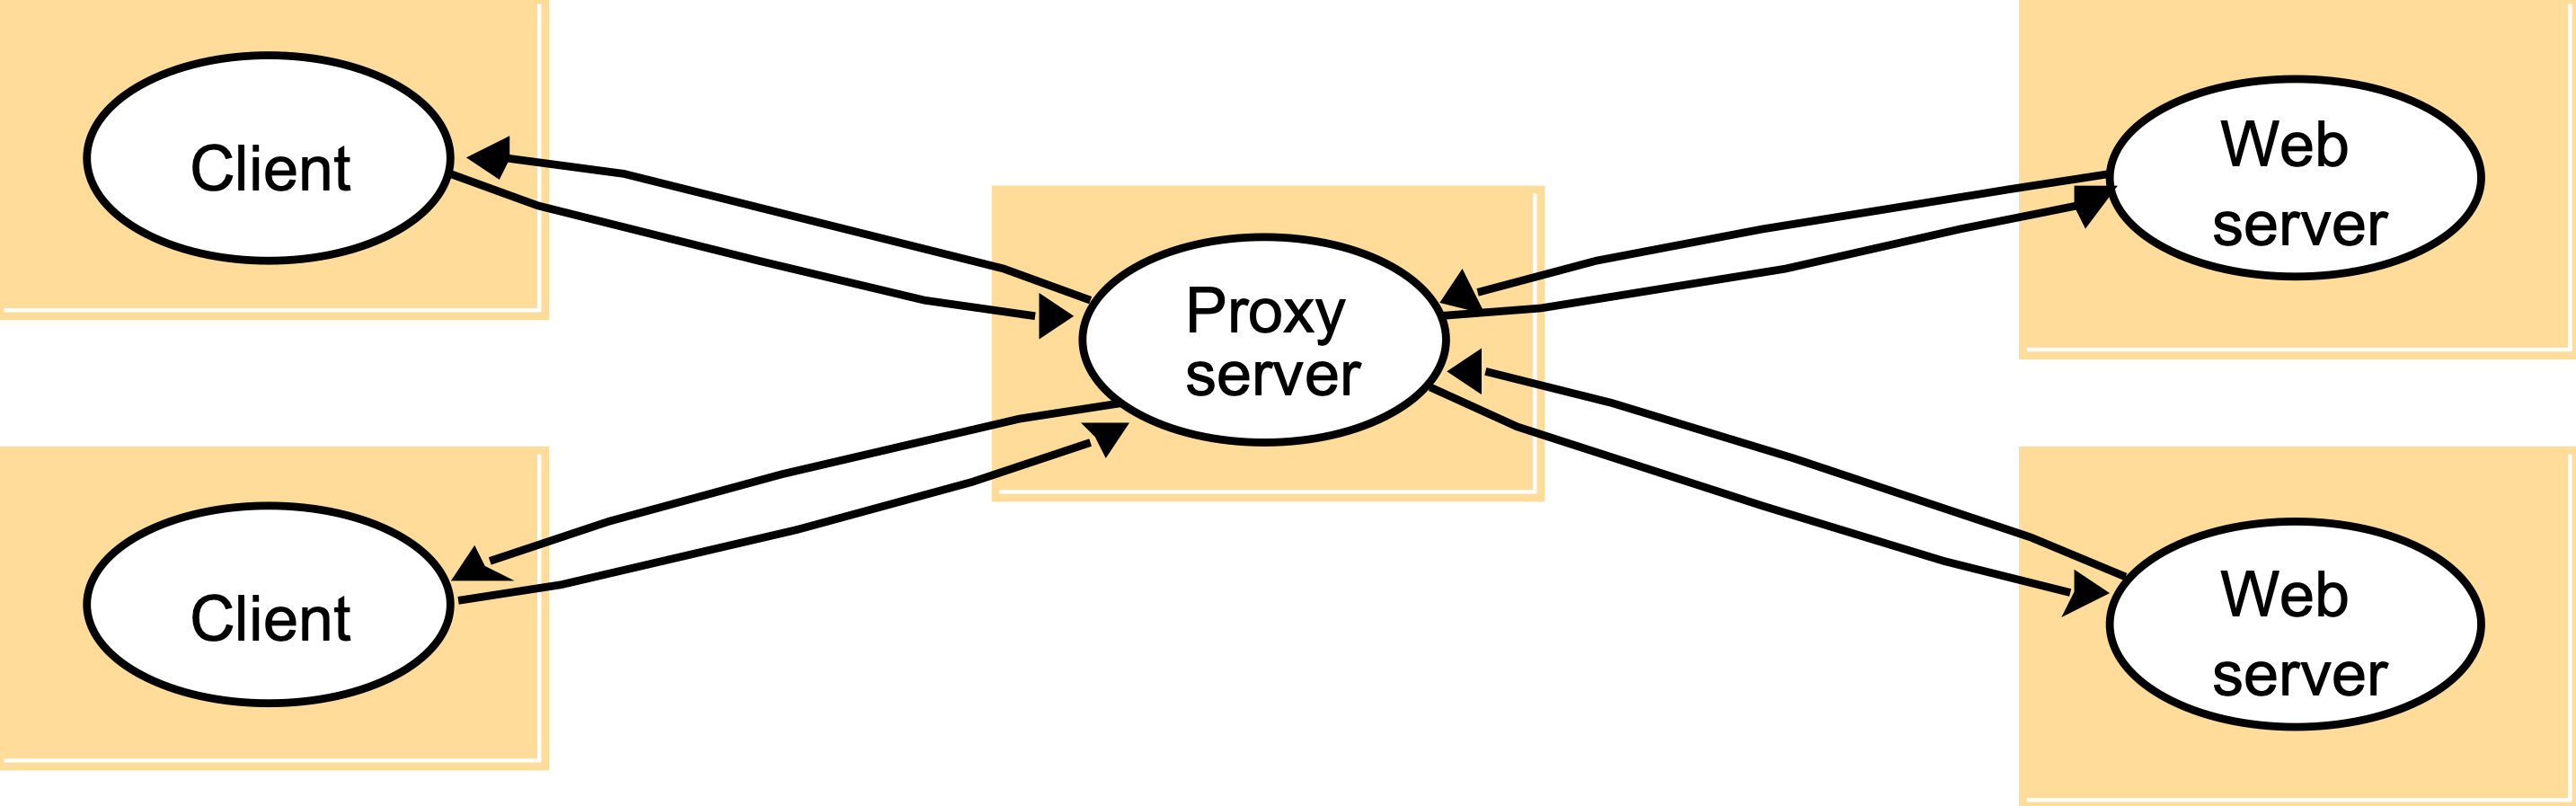 Client
Web
server
Proxy
server
Client
Web
server